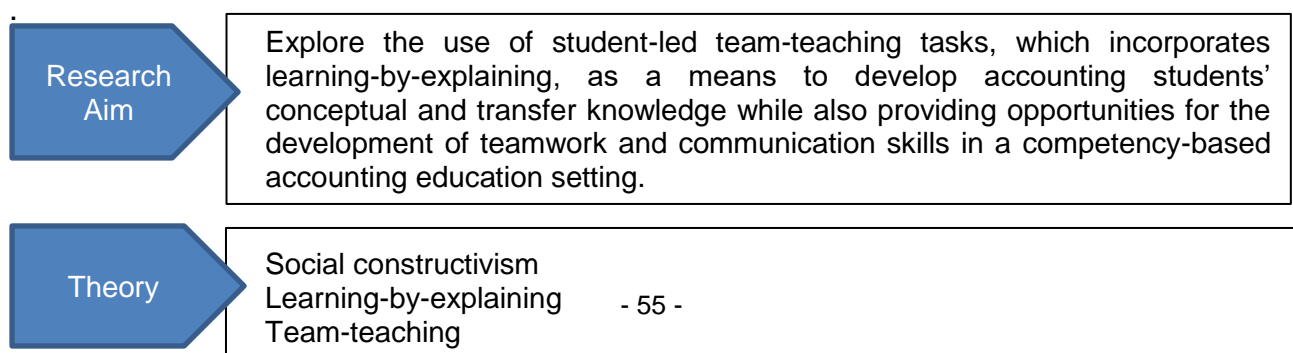 .
Research
Aim
Explore the use of student-led team-teaching tasks, which incorporates
learning-by-explaining, as a means to develop accounting students’
conceptual and transfer knowledge while also providing opportunities for the
development of teamwork and communication skills in a competency-based
accounting education setting.
Theory
Social constructivism
Learning-by-explaining
- 55 -
Team-teaching